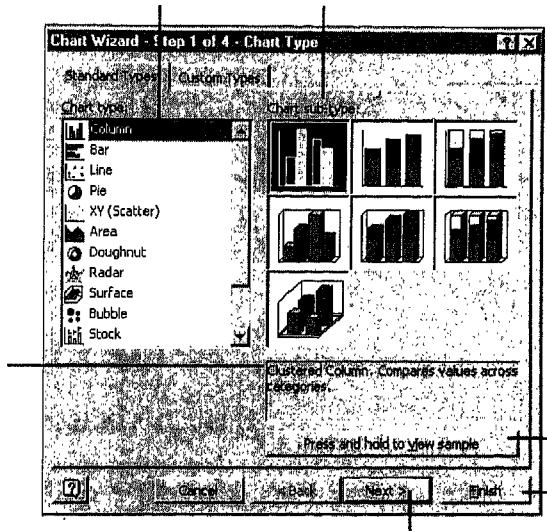 Chart Wizard - Step 1 of 4 - Chart Type
Standard Types Custom Types
Chart type:
Column
Bar
Line
Pie
XY (Scatter)
Area
Doughnut
Radar
Surface
Bubble
Stock
Chart sub-type:
Clustered Column. Compares values across
categories.
Press and hold to view sample
Cancel < Back Next > Finish